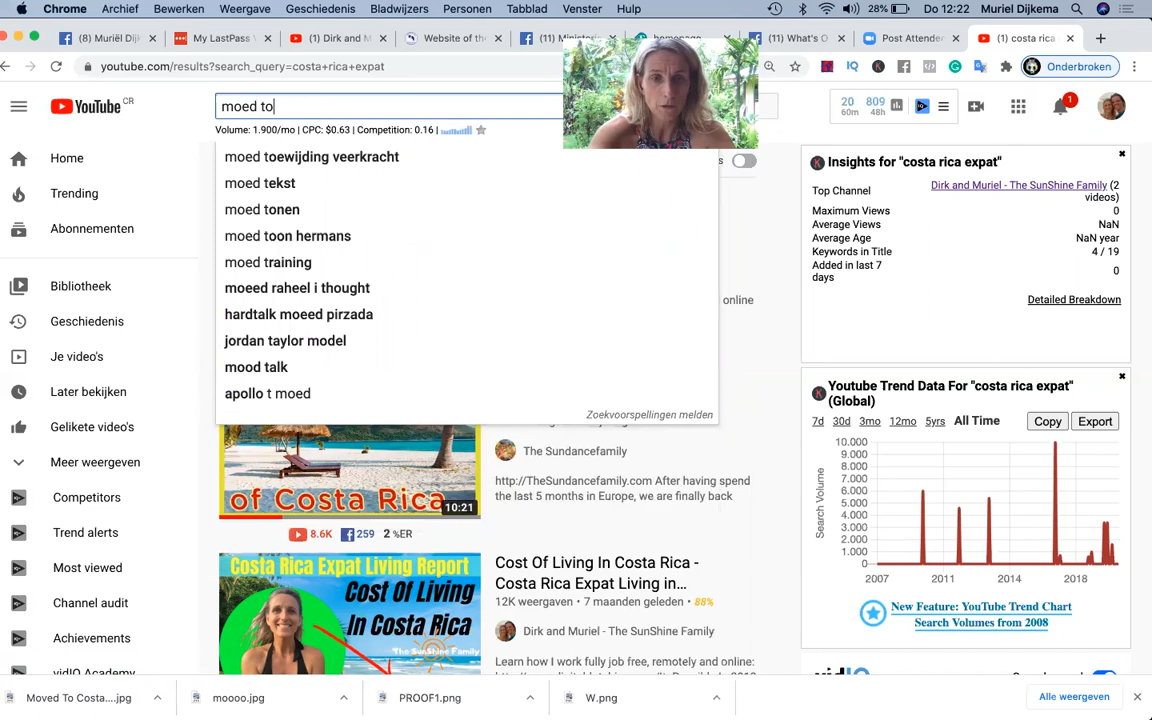 Chrome Archief Bewerken Weergave Geschiedenis Bladwijzers Personen Tabblad Venster Hulp 28% Do 12:22 Muriel Dijkema
(8) Muriël Dijk
My LastPass V
(1) Dirk and M
Website of the
(11) Ministerie
homepage
(11) What's O
Post Attender
(1) costa rica
youtube.com/results?search_query=costa+rica+expat
Onderbroken
YouTube CR
moed to
20 60m 809 48h
1
Volume: 1.900/mo | CPC: $0.63 | Competition: 0.16 |
moed toewijding veerkracht
moed tekst
moed tonen
moed toon hermans
moed training
moeed raheel i thought
hardtalk moeed pirzada
jordan taylor model
mood talk
apollo t moed
Zoekvoorspellingen melden
Home
Trending
Abonnementen
Bibliotheek
Geschiedenis
Je video's
Later bekijken
Gelikete video's
Meer weergeven
Competitors
Trend alerts
Most viewed
Channel audit
Achievements
vidIQ Academy
online
of Costa Rica
10:21
The Sundancefamily
http://TheSundancefamily.com After having spend
the last 5 months in Europe, we are finally back
8.6K 259 2 %ER
Costa Rica Expat Living Report
Cost Of Living
In Costa Rica
The SunShine Family
Cost Of Living In Costa Rica -
Costa Rica Expat Living in...
12K weergaven • 7 maanden geleden • 88%
Dirk and Muriel - The SunShine Family
Learn how I work fully job free, remotely and online:
Insights for "costa rica expat"
Top Channel Dirk and Muriel - The SunShine Family (2 videos)
Maximum Views 0
Average Views NaN
Average Age NaN year
Keywords in Title 4 / 19
Added in last 7 days 0
Detailed Breakdown
Youtube Trend Data For "costa rica expat"
(Global)
7d 30d 3mo 12mo 5yrs All Time Copy Export
Search Volume
10.000
9.000
8.000
7.000
6.000
5.000
4.000
3.000
2.000
1.000
0
2007 2011 2014 2018
New Feature: YouTube Trend Chart
Search Volumes from 2008
vidIQ
Moved To Costa....jpg
moooo.jpg
PROOF1.png
W.png
Alle weergeven